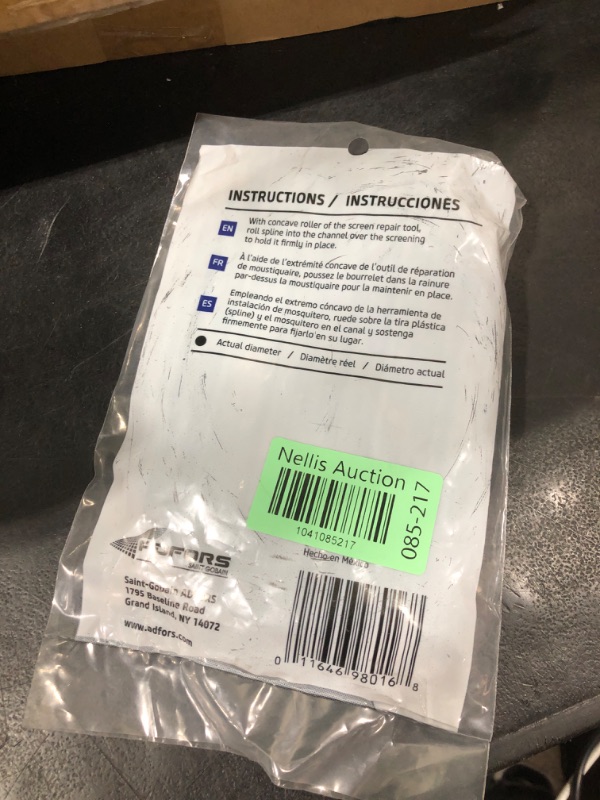 INSTRUCTIONS / INSTRUCCIONES
EN
With concave roller of the screen repair tool,
roll spline into the channel over the screening
to hold it firmly in place.
FR
À l'aide de l'extrémité concave de l'outil de réparation
de moustiquaire, poussez le bourrelet dans la rainure
par-dessus la moustiquaire pour la maintenir en place.
ES
Empleando el extremo cóncavo de la herramienta de
instalación de mosquitero, ruede sobre la tira plástica
(spline) y el mosquitero en el canal y sostenga
firmemente para fijarlo en su lugar.
Actual diameter / Diamètre réel / Diámetro actual
Nellis Auction
1041085217
085-217
Hecho en México
ADFORS
SAINT-GOBAIN
Saint-Gobain ADFORS
1795 Baseline Road
Grand Island, NY 14072
www.adfors.com
0 11646 98016 8